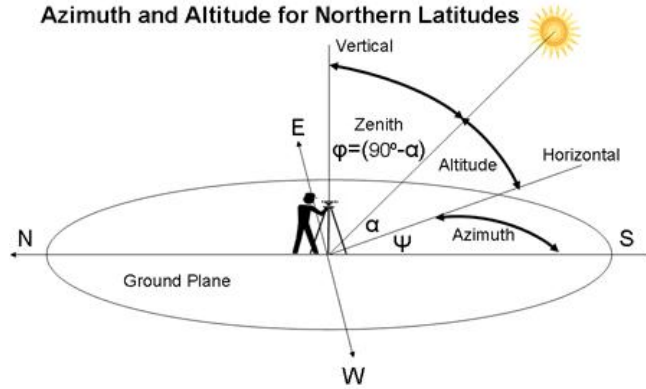 Azimuth and Altitude for Northern Latitudes
Vertical
E
Zenith
φ=(90º-α)
Altitude
Horizontal
α
Ψ
Azimuth
N
S
Ground Plane
W